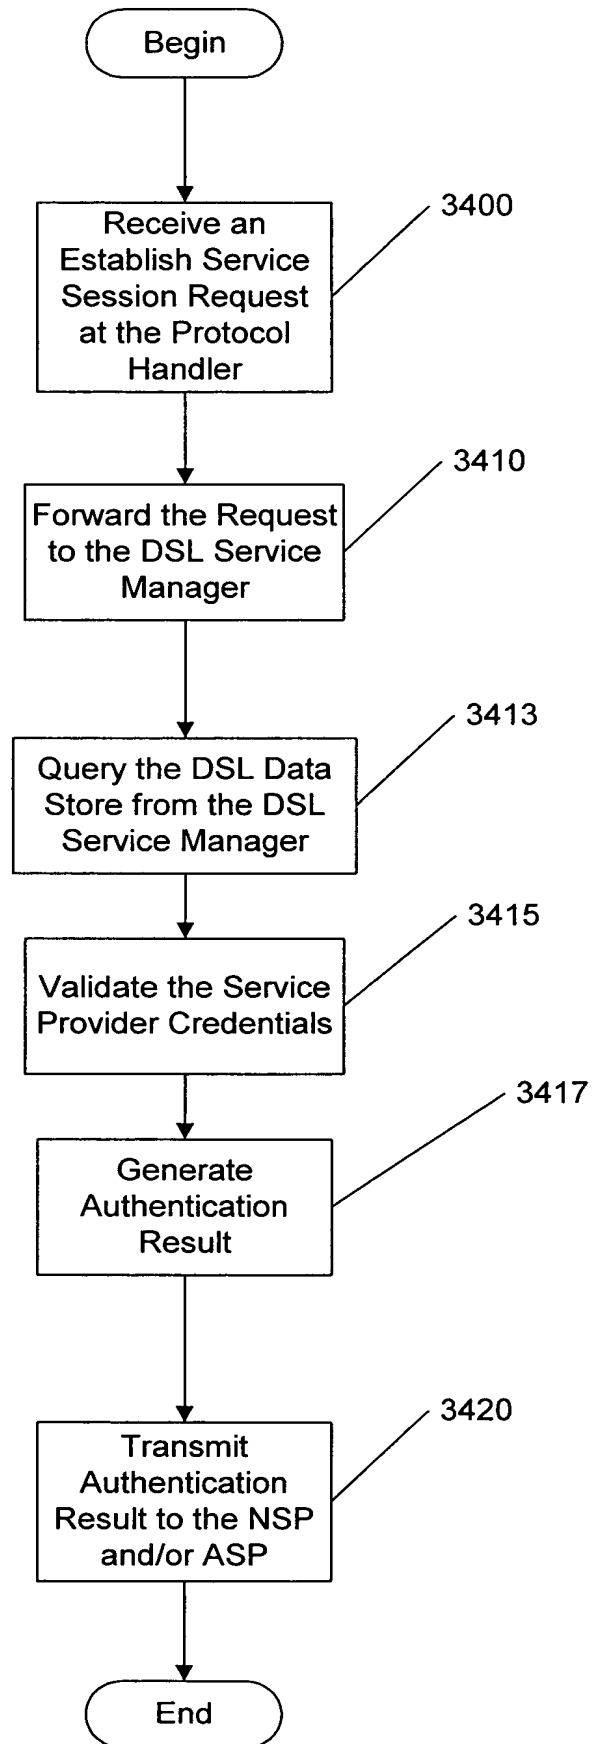 Begin
Receive an
Establish Service
Session Request
at the Protocol
Handler
3400
Forward the Request
to the DSL Service
Manager
3410
Query the DSL Data
Store from the DSL
Service Manager
3413
Validate the Service
Provider Credentials
3415
Generate
Authentication
Result
3417
Transmit
Authentication
Result to the NSP
and/or ASP
3420
End